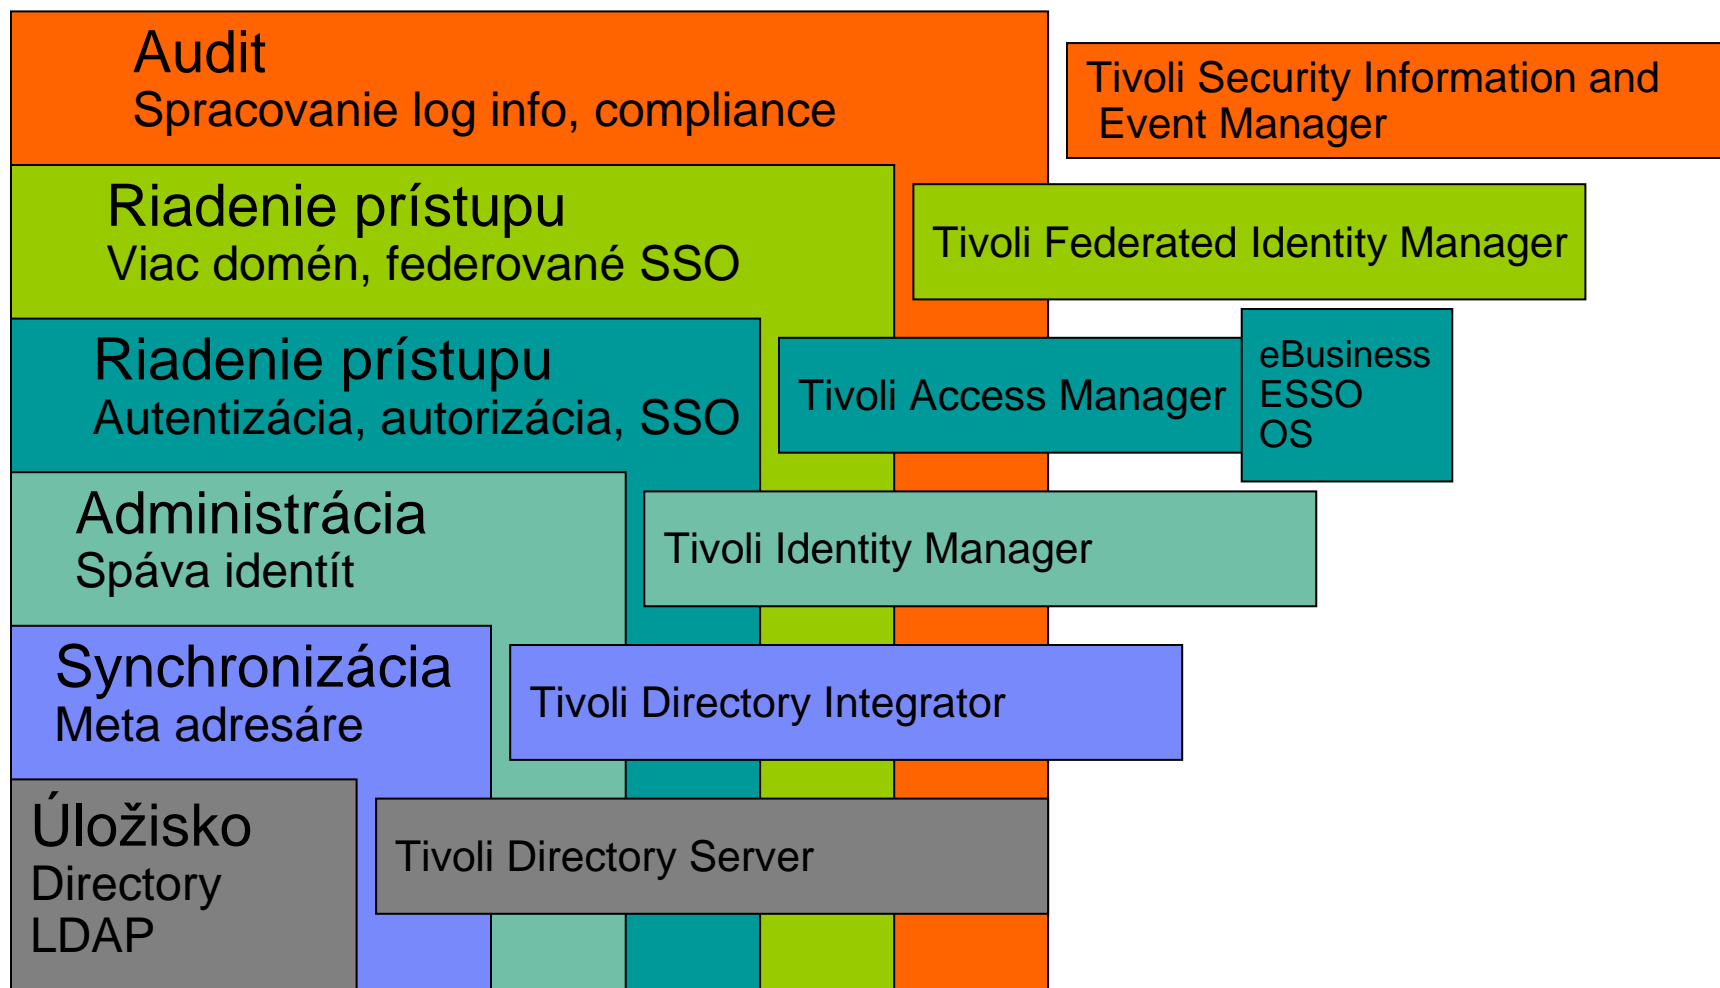 Audit
Spracovanie log info, compliance
Tivoli Security Information and
Event Manager
Riadenie prístupu
Viac domén, federované SSO
Tivoli Federated Identity Manager
Riadenie prístupu
Autentizácia, autorizácia, SSO
Tivoli Access Manager
eBusiness
ESSO
OS
Administrácia
Spáva identít
Tivoli Identity Manager
Synchronizácia
Meta adresáre
Tivoli Directory Integrator
Úložisko
Directory
LDAP
Tivoli Directory Server